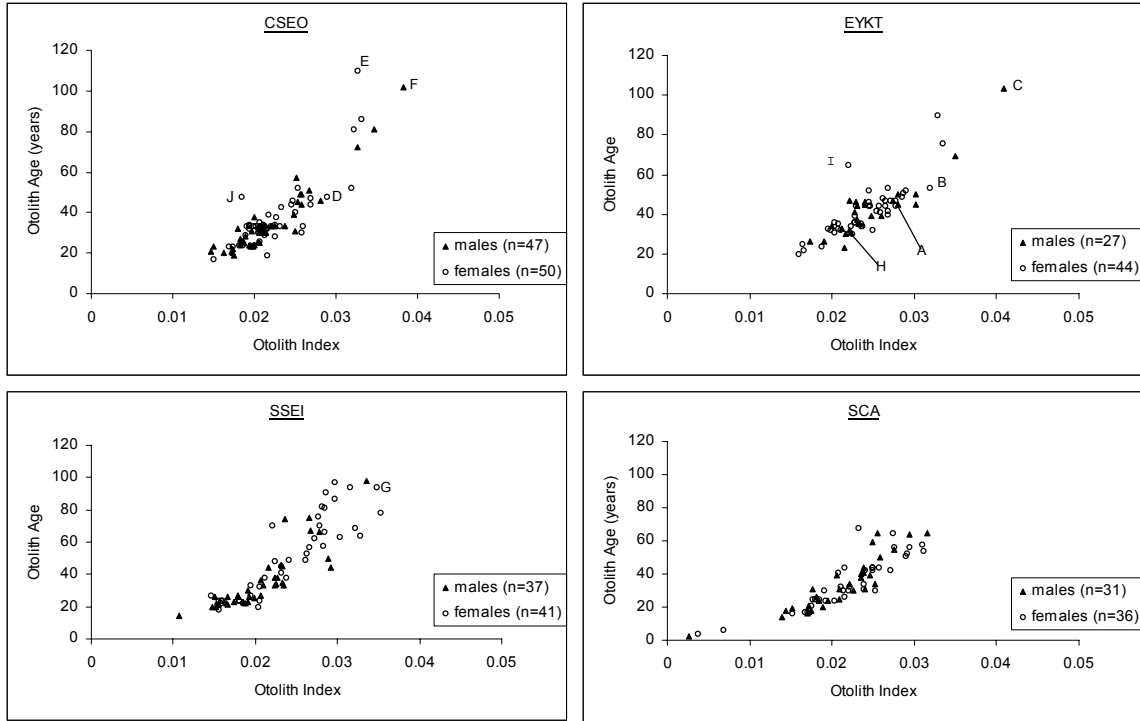 CSEO
120
100
80
60
40
20
0
Otolith Age (years)
E
F
J
D
▲ males (n=47)
○ females (n=50)
0 0.01 0.02 0.03 0.04 0.05
Otolith Index
EYKT
120
100
80
60
40
20
0
Otolith Age
C
I
B
A
H
▲ males (n=27)
○ females (n=44)
0 0.01 0.02 0.03 0.04 0.05
Otolith Index
SSEI
120
100
80
60
40
20
0
Otolith Age
G
▲ males (n=37)
○ females (n=41)
0 0.01 0.02 0.03 0.04 0.05
Otolith Index
SCA
120
100
80
60
40
20
0
Otolith Age (years)
▲ males (n=31)
○ females (n=36)
0 0.01 0.02 0.03 0.04 0.05
Otolith Index